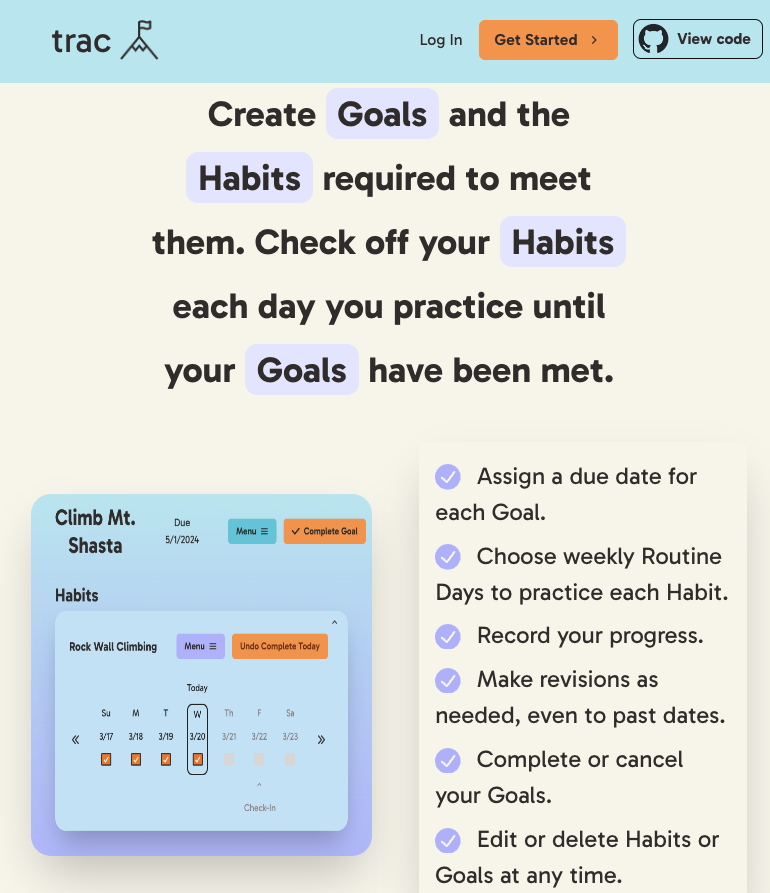 trac
Log In
Get Started
View code
Create Goals and the
Habits required to meet
them. Check off your Habits
each day you practice until
your Goals have been met.
Climb Mt.
Shasta
Due
5/1/2024
Menu
Complete Goal
Habits
Rock Wall Climbing
Menu
Undo Complete Today
Today
Su M T W Th F Sa
3/17 3/18 3/19 3/20 3/21 3/22 3/23
Check-In
Assign a due date for
each Goal.
Choose weekly Routine
Days to practice each Habit.
Record your progress.
Make revisions as
needed, even to past dates.
Complete or cancel
your Goals.
Edit or delete Habits or
Goals at any time.